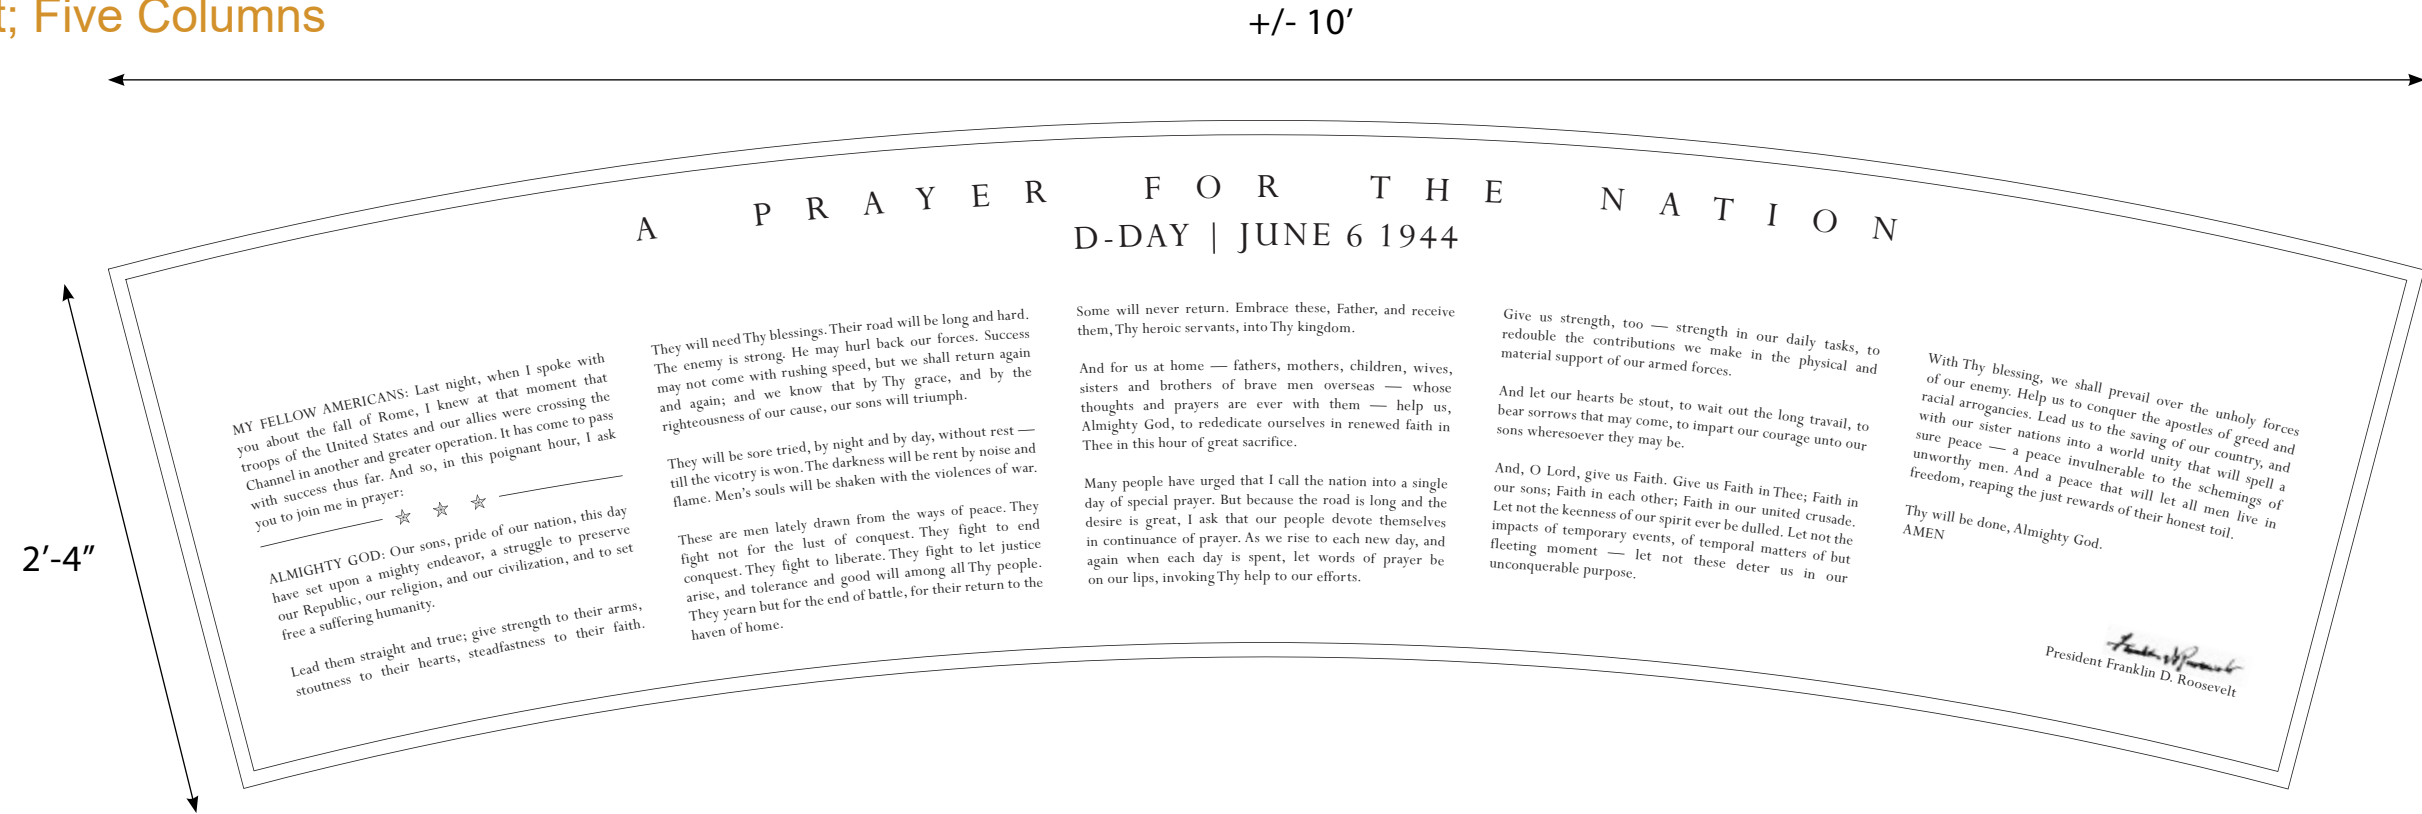 t; Five Columns
+/- 10’
2’-4”
A PRAYER FOR THE NATION
D-DAY | JUNE 6 1944
MY FELLOW AMERICANS: Last night, when I spoke with
you about the fall of Rome, I knew at that moment that
troops of the United States and our allies were crossing the
Channel in another and greater operation. It has come to pass
with success thus far. And so, in this poignant hour, I ask
you to join me in prayer:
ALMIGHTY GOD: Our sons, pride of our nation, this day
have set upon a mighty endeavor, a struggle to preserve
our Republic, our religion, and our civilization, and to set
free a suffering humanity.
Lead them straight and true; give strength to their arms,
stoutness to their hearts, steadfastness to their faith.
They will need Thy blessings. Their road will be long and hard.
The enemy is strong. He may hurl back our forces. Success
may not come with rushing speed, but we shall return again
and again; and we know that by Thy grace, and by the
righteousness of our cause, our sons will triumph.
They will be sore tried, by night and by day, without rest —
till the vicotry is won. The darkness will be rent by noise and
flame. Men’s souls will be shaken with the violences of war.
These are men lately drawn from the ways of peace. They
fight not for the lust of conquest. They fight to end
conquest. They fight to liberate. They fight to let justice
arise, and tolerance and good will among all Thy people.
They yearn but for the end of battle, for their return to the
haven of home.
Some will never return. Embrace these, Father, and receive
them, Thy heroic servants, into Thy kingdom.
And for us at home — fathers, mothers, children, wives,
sisters and brothers of brave men overseas — whose
thoughts and prayers are ever with them — help us,
Almighty God, to rededicate ourselves in renewed faith in
Thee in this hour of great sacrifice.
Many people have urged that I call the nation into a single
day of special prayer. But because the road is long and the
desire is great, I ask that our people devote themselves
in continuance of prayer. As we rise to each new day, and
again when each day is spent, let words of prayer be
on our lips, invoking Thy help to our efforts.
Give us strength, too — strength in our daily tasks, to
redouble the contributions we make in the physical and
material support of our armed forces.
And let our hearts be stout, to wait out the long travail, to
bear sorrows that may come, to impart our courage unto our
sons wheresoever they may be.
And, O Lord, give us Faith. Give us Faith in Thee; Faith in
our sons; Faith in each other; Faith in our united crusade.
Let not the keenness of our spirit ever be dulled. Let not the
impacts of temporary events, of temporal matters of but
fleeting moment — let not these deter us in our
unconquerable purpose.
With Thy blessing, we shall prevail over the unholy forces
of our enemy. Help us to conquer the apostles of greed and
racial arrogancies. Lead us to the saving of our country, and
with our sister nations into a world unity that will spell a
sure peace — a peace invulnerable to the schemings of
unworthy men. And a peace that will let all men live in
freedom, reaping the just rewards of their honest toil.
Thy will be done, Almighty God.
AMEN
President Franklin D. Roosevelt